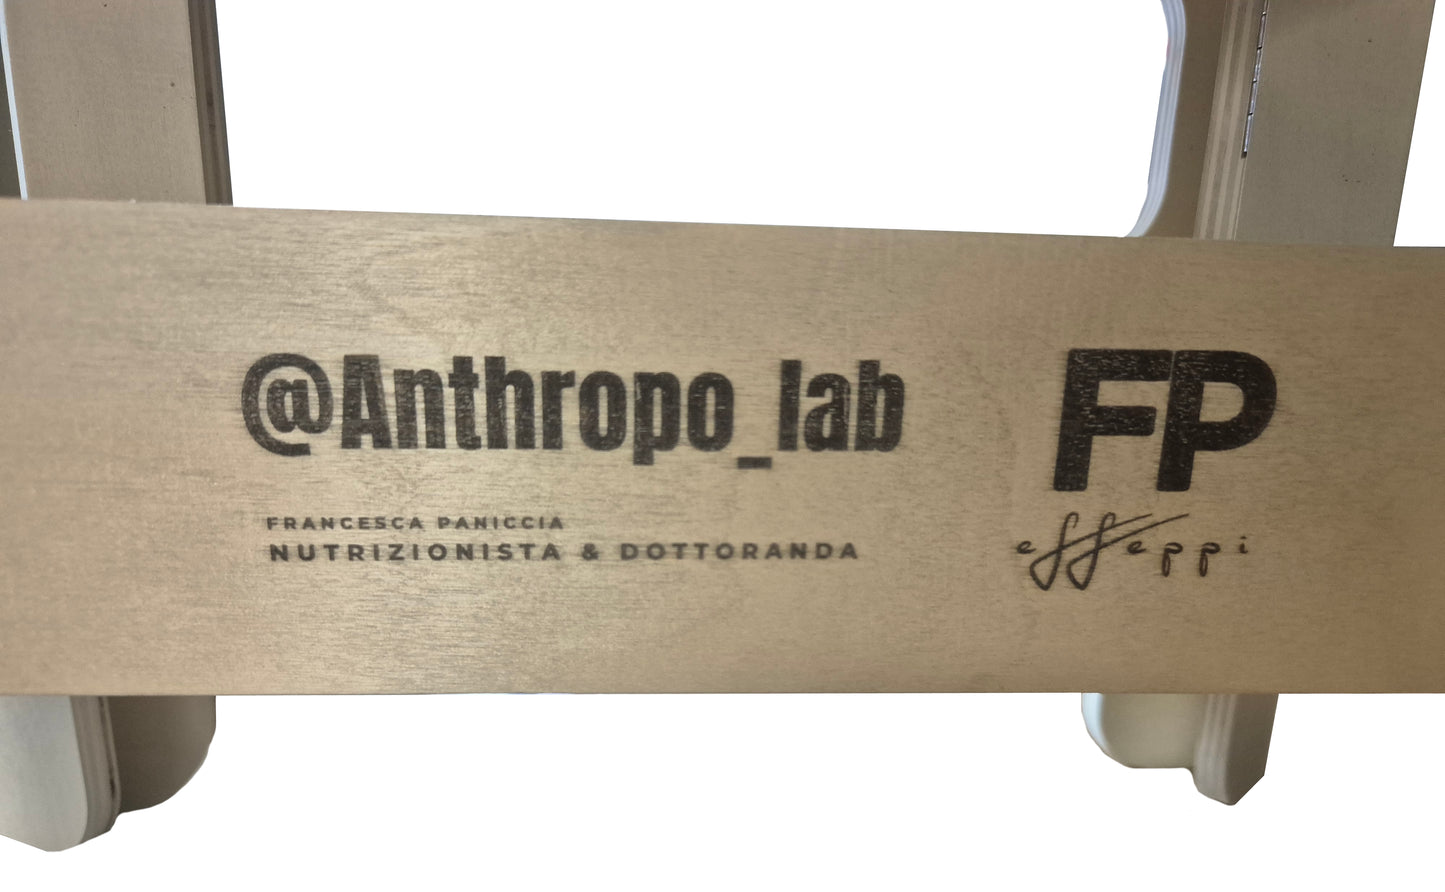 @Anthropo_lab
FRANCESCA PANICCIA
NUTRIZIONISTA & DOTTORANDA
FP
effeppi